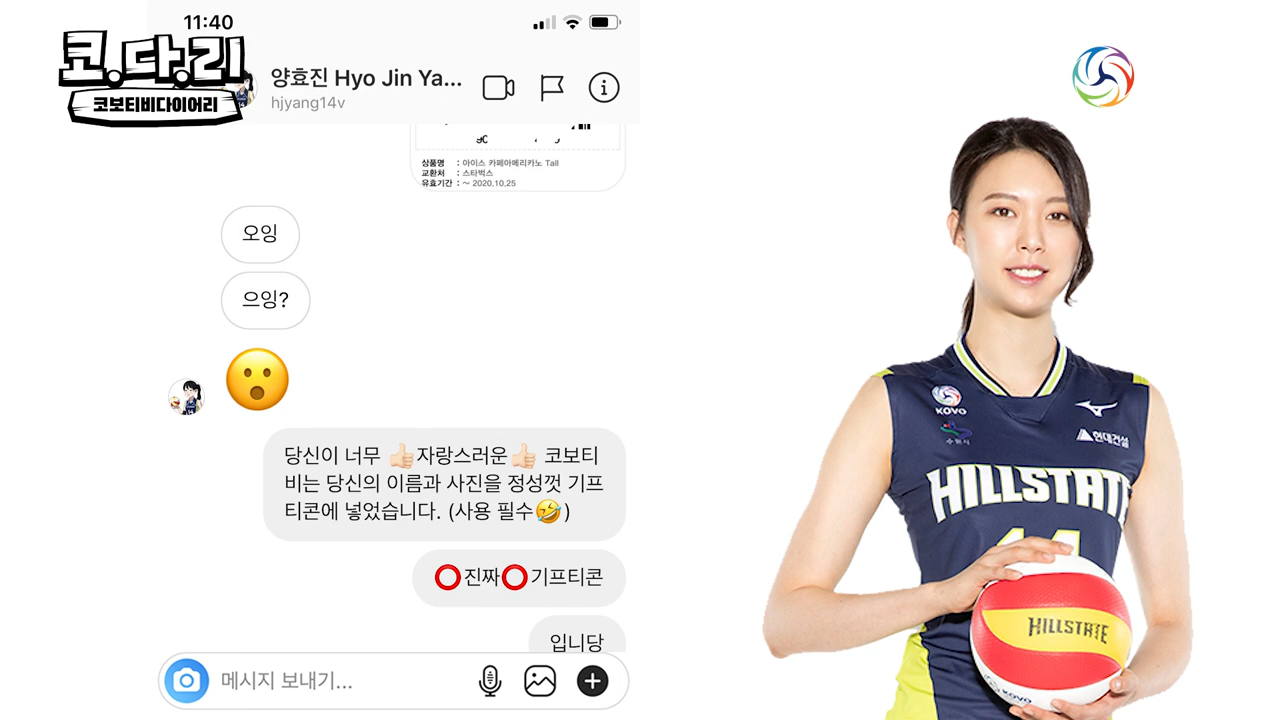 11:40
코.다.리
코보티비다이어리
양효진 Hyo Jin Ya...
hjyang14v
상품명 : 아이스 카페아메리카노 Tall
교환처 : 스타벅스
유효기간 : ~ 2020.10.25
오잉
으잉?
😮
당신이 너무 👍🏻자랑스러운👍🏻 코보티
비는 당신의 이름과 사진을 정성껏 기프
티콘에 넣었습니다. (사용 필수🤣)
⭕진짜⭕기프티콘
입니당
메시지 보내기...
KOVO
수원시
현대건설
HILLSTATE
14
HILLSTATE
KOVO